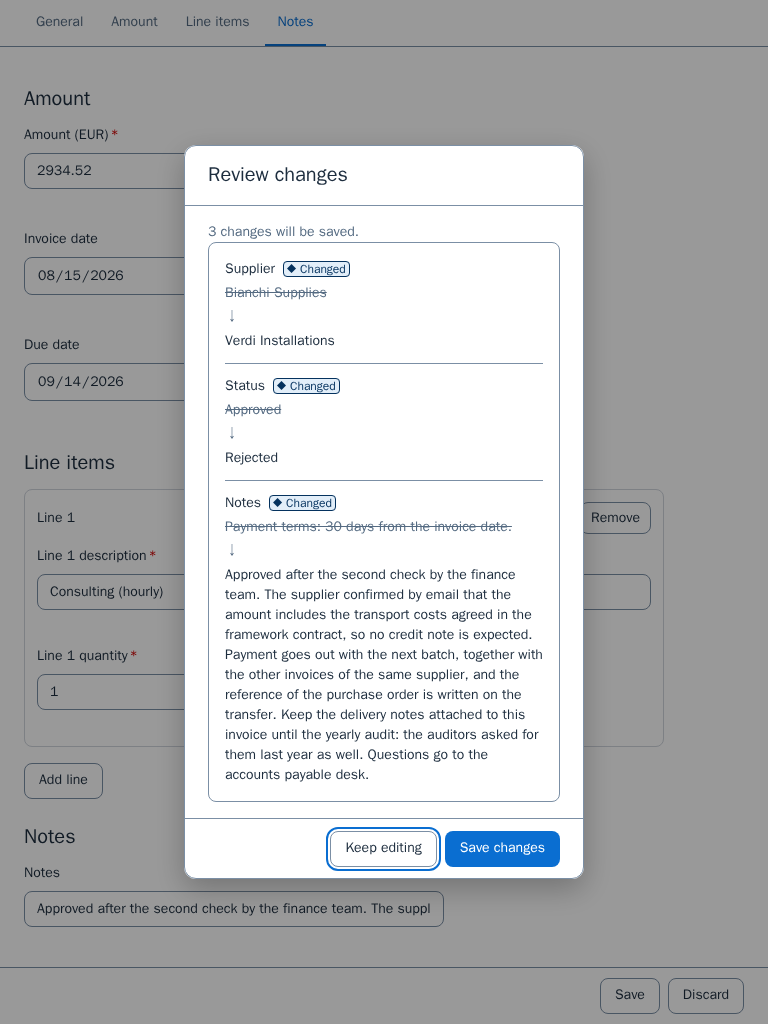 General
Amount
Line items
Notes
Amount
Amount (EUR) *
2934.52
Invoice date
08/15/2026
Due date
09/14/2026
Line items
Line 1
Remove
Line 1 description *
Consulting (hourly)
Line 1 quantity *
1
Add line
Notes
Notes
Approved after the second check by the finance team. The suppl
Save
Discard
Review changes
3 changes will be saved.
Supplier
Changed
Bianchi Supplies
↓
Verdi Installations
Status
Changed
Approved
↓
Rejected
Notes
Changed
Payment terms: 30 days from the invoice date.
↓
Approved after the second check by the finance
team. The supplier confirmed by email that the
amount includes the transport costs agreed in the
framework contract, so no credit note is expected.
Payment goes out with the next batch, together with
the other invoices of the same supplier, and the
reference of the purchase order is written on the
transfer. Keep the delivery notes attached to this
invoice until the yearly audit: the auditors asked for
them last year as well. Questions go to the
accounts payable desk.
Keep editing
Save changes